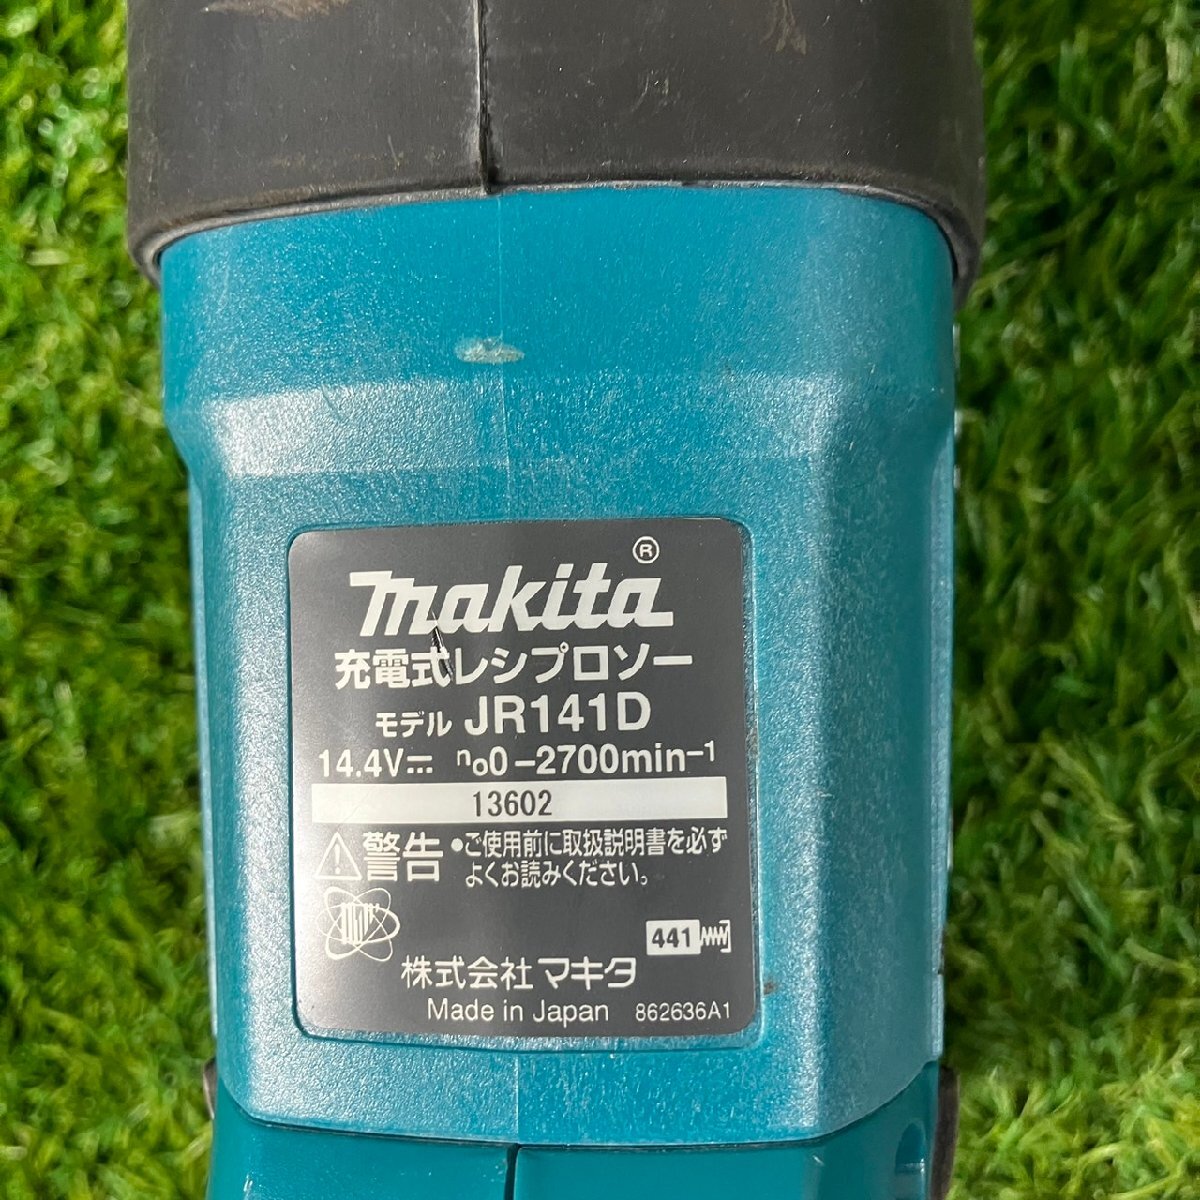 makita®
充電式レシプロソー
モデル JR141D
14.4V⎓ n₀0−2700min⁻¹
13602
警告 •ご使用前に取扱説明書を必ず
よくお読みください。
441
株式会社 マキタ
Made in Japan 862636A1